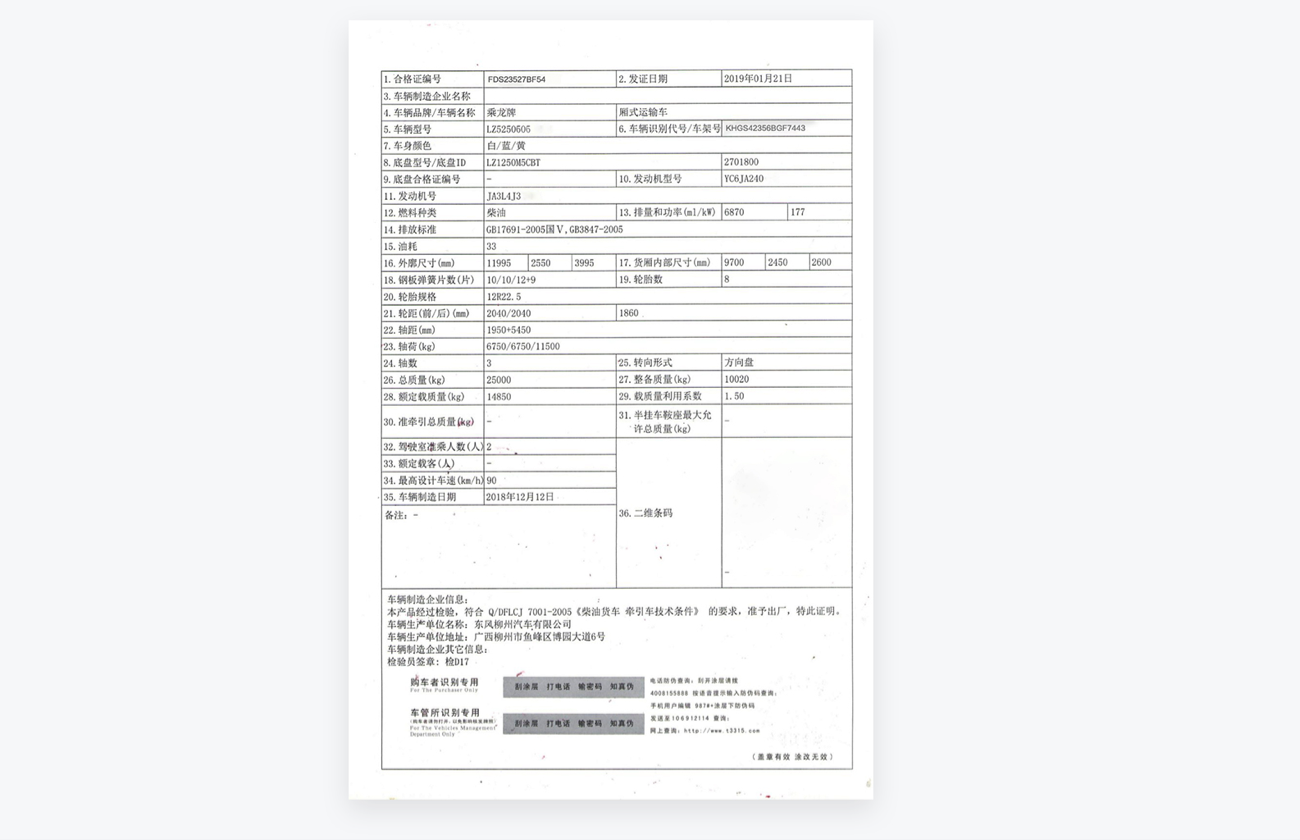 1.合格证编号 FDS23527BF54 2.发证日期 2019年01月21日
3.车辆制造企业名称
4.车辆品牌/车辆名称 乘龙牌 厢式运输车
5.车辆型号 LZ5250505 6.车辆识别代号/车架号 KHGS42356BGF7443
7.车身颜色 白/蓝/黄
8.底盘型号/底盘ID LZ1250M5CBT 2701800
9.底盘合格证编号 - 10.发动机型号 YC6JA240
11.发动机号 JA3L4J3
12.燃料种类 柴油 13.排量和功率(ml/kW) 6870 177
14.排放标准 GB17691-2005国Ⅴ,GB3847-2005
15.油耗 33
16.外廓尺寸(mm) 11995 2550 3995 17.货厢内部尺寸(mm) 9700 2450 2600
18.钢板弹簧片数(片) 10/10/12+9 19.轮胎数 8
20.轮胎规格 12R22.5
21.轮距(前/后)(mm) 2040/2040 1860
22.轴距(mm) 1950+5450
23.轴荷(kg) 6750/6750/11500
24.轴数 3 25.转向形式 方向盘
26.总质量(kg) 25000 27.整备质量(kg) 10020
28.额定载质量(kg) 14850 29.载质量利用系数 1.50
30.准牵引总质量(kg) - 31.半挂车鞍座最大允
许总质量(kg) -
32.驾驶室准乘人数(人) 2
33.额定载客(人) -
34.最高设计车速(km/h) 90
35.车辆制造日期 2018年12月12日
备注: - 36.二维条码
-
车辆制造企业信息:
本产品经过检验，符合 Q/DFLCJ 7001-2005《柴油货车 牵引车技术条件》 的要求，准予出厂，特此证明。
车辆生产单位名称: 东风柳州汽车有限公司
车辆生产单位地址: 广西柳州市鱼峰区博园大道6号
车辆制造企业其它信息:
检验员签章: 检D17
购车者识别专用
For The Purchaser Only
刮涂层 打电话 输密码 知真伪
车管所识别专用
(购车者请勿打开，以免影响核发牌照)
For The Vehicles Management
Department Only
刮涂层 打电话 输密码 知真伪
电话防伪查询: 刮开涂层请拨
4008155888 按语音提示输入防伪码查询;
手机用户编辑 987#+涂层下防伪码
发送至106912114 查询;
网上查询: http://www.t3315.com
(盖章有效 涂改无效)